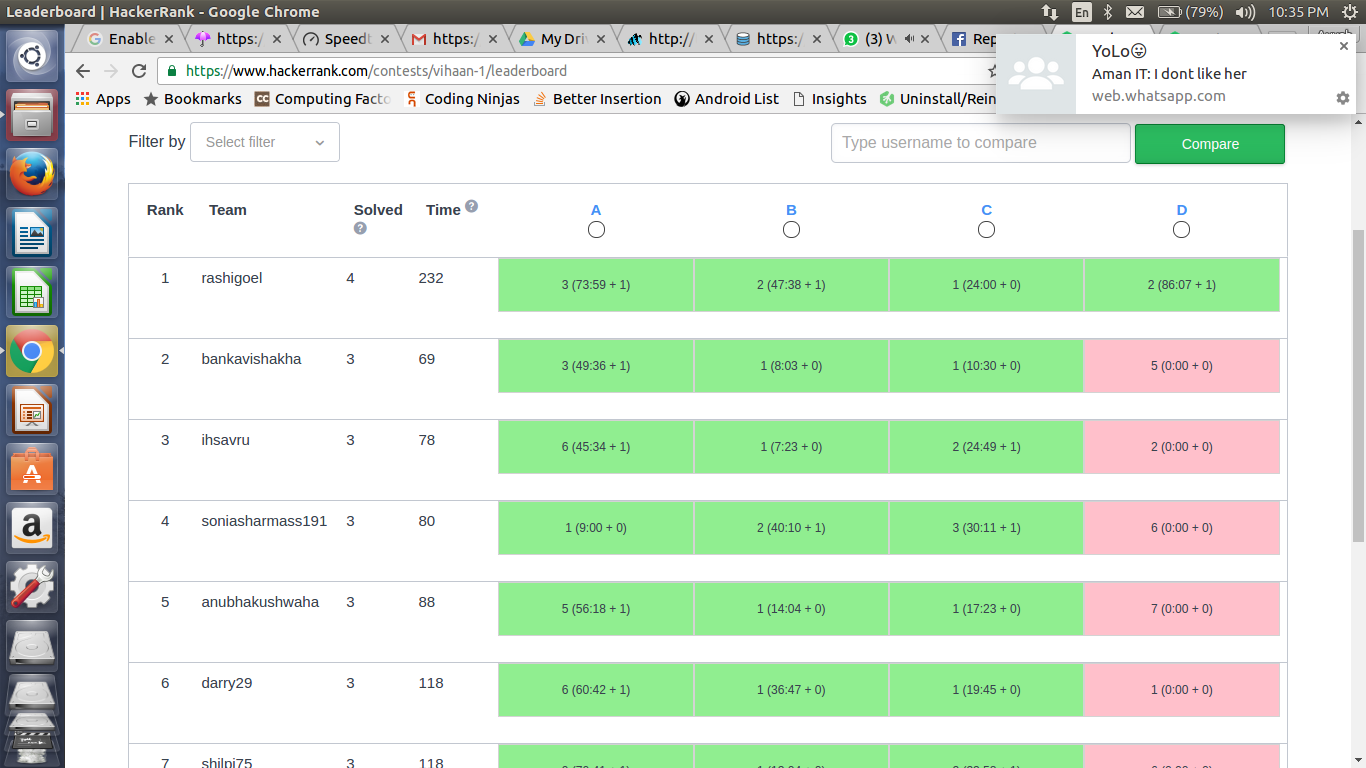 Leaderboard | HackerRank - Google Chrome
En
(79%)
10:35 PM
Enable
https:/
Speedt
https:/
My Driv
http:/
https:/
(3) W
Rep
https://www.hackerrank.com/contests/vihaan-1/leaderboard
YoLo😜
Aman IT: I dont like her
web.whatsapp.com
Apps
Bookmarks
CC Computing Facto
Coding Ninjas
Better Insertion
Android List
Insights
Uninstall/Rein
Filter by
Select filter
Type username to compare
Compare
Rank Team Solved ? Time ? A B C D
1 rashigoel 4 232 3 (73:59 + 1) 2 (47:38 + 1) 1 (24:00 + 0) 2 (86:07 + 1)
2 bankavishakha 3 69 3 (49:36 + 1) 1 (8:03 + 0) 1 (10:30 + 0) 5 (0:00 + 0)
3 ihsavru 3 78 6 (45:34 + 1) 1 (7:23 + 0) 2 (24:49 + 1) 2 (0:00 + 0)
4 soniasharmass191 3 80 1 (9:00 + 0) 2 (40:10 + 1) 3 (30:11 + 1) 6 (0:00 + 0)
5 anubhakushwaha 3 88 5 (56:18 + 1) 1 (14:04 + 0) 1 (17:23 + 0) 7 (0:00 + 0)
6 darry29 3 118 6 (60:42 + 1) 1 (36:47 + 0) 1 (19:45 + 0) 1 (0:00 + 0)
7 shilpi75 3 118